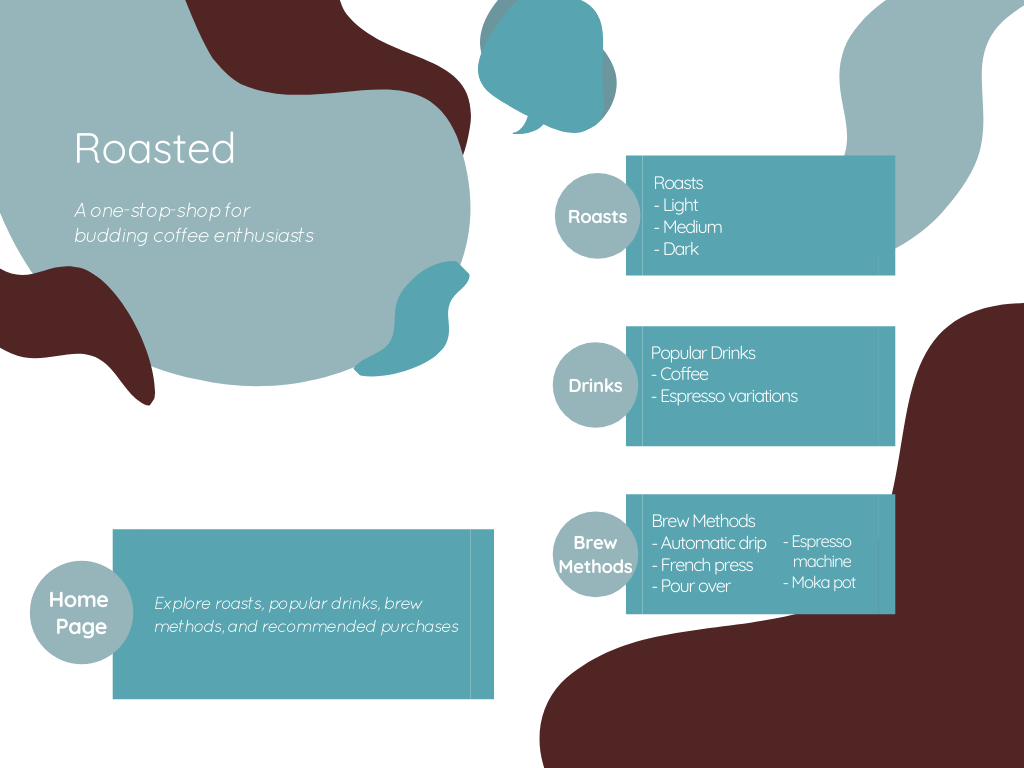 Roasted
A one-stop-shop for
budding coffee enthusiasts
Home
Page
Explore roasts, popular drinks, brew
methods, and recommended purchases
Roasts
Roasts
- Light
- Medium
- Dark
Drinks
Popular Drinks
- Coffee
- Espresso variations
Brew
Methods
Brew Methods
- Automatic drip
- French press
- Pour over
- Espresso
machine
- Moka pot